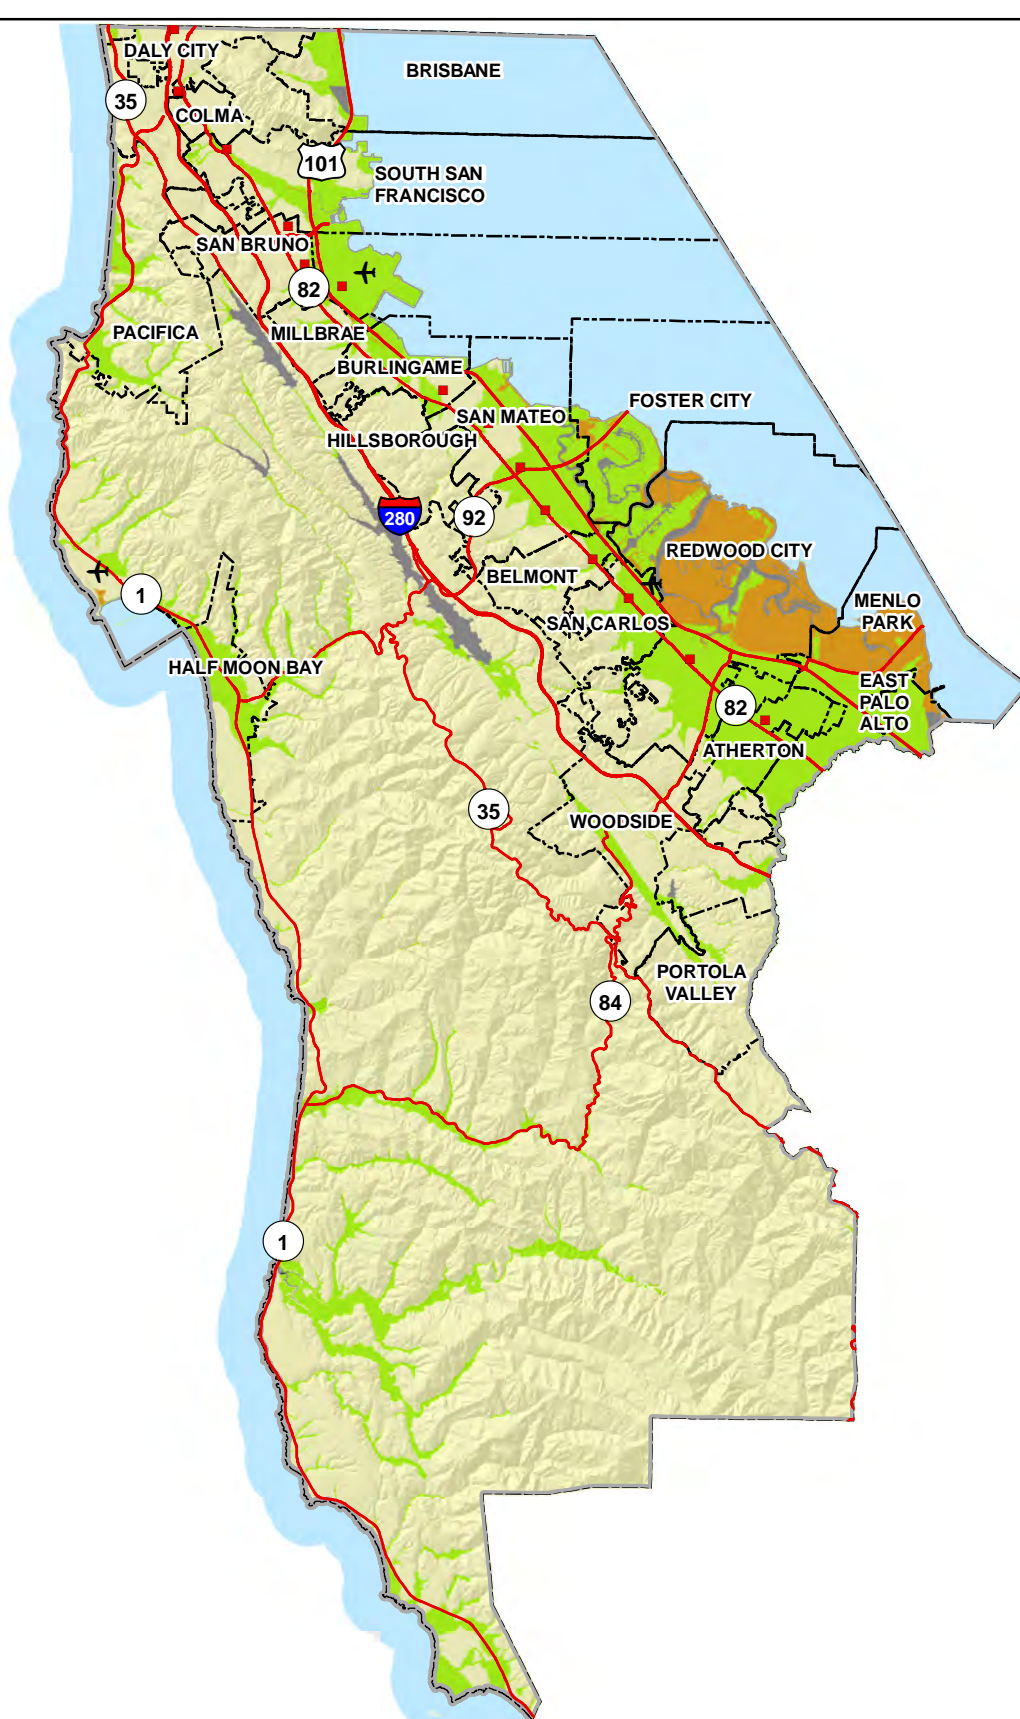 DALY CITY
BRISBANE
35
COLMA
101
SOUTH SAN
FRANCISCO
SAN BRUNO
82
PACIFICA
MILLBRAE
BURLINGAME
FOSTER CITY
SAN MATEO
HILLSBOROUGH
280
92
REDWOOD CITY
BELMONT
1
MENLO
PARK
SAN CARLOS
HALF MOON BAY
EAST
PALO
ALTO
82
ATHERTON
35
WOODSIDE
PORTOLA
VALLEY
84
1